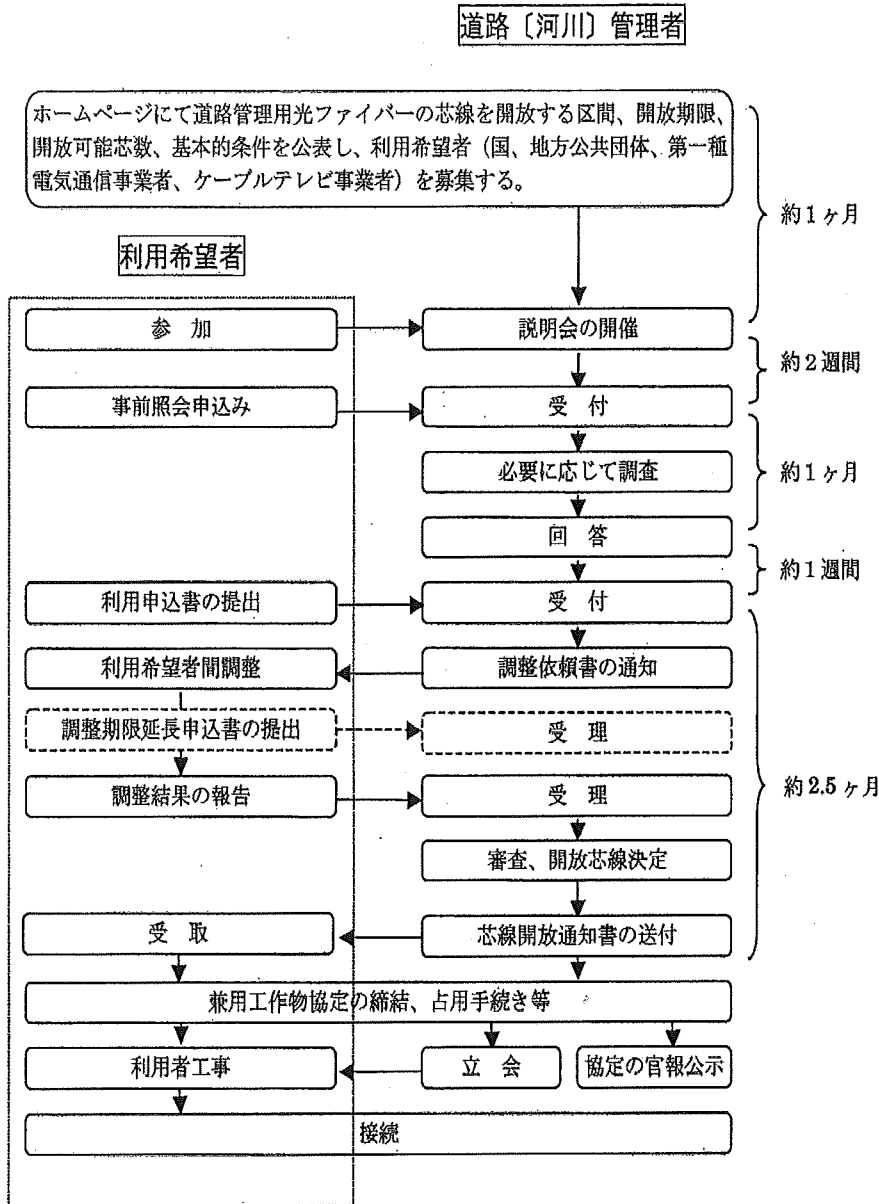 道路〔河川〕管理者
ホームページにて道路管理用光ファイバーの芯線を開放する区間、開放期限、
開放可能芯数、基本的条件を公表し、利用希望者（国、地方公共団体、第一種
電気通信事業者、ケーブルテレビ事業者）を募集する。
約1ヶ月
利用希望者
参 加
説明会の開催
約2週間
事前照会申込み
受 付
必要に応じて調査
約1ヶ月
回 答
約1週間
利用申込書の提出
受 付
利用希望者間調整
調整依頼書の通知
調整期限延長申込書の提出
受 理
調整結果の報告
受 理
約2.5ヶ月
審査、開放芯線決定
受 取
芯線開放通知書の送付
兼用工作物協定の締結、占用手続き等
利用者工事
立 会
協定の官報公示
接続